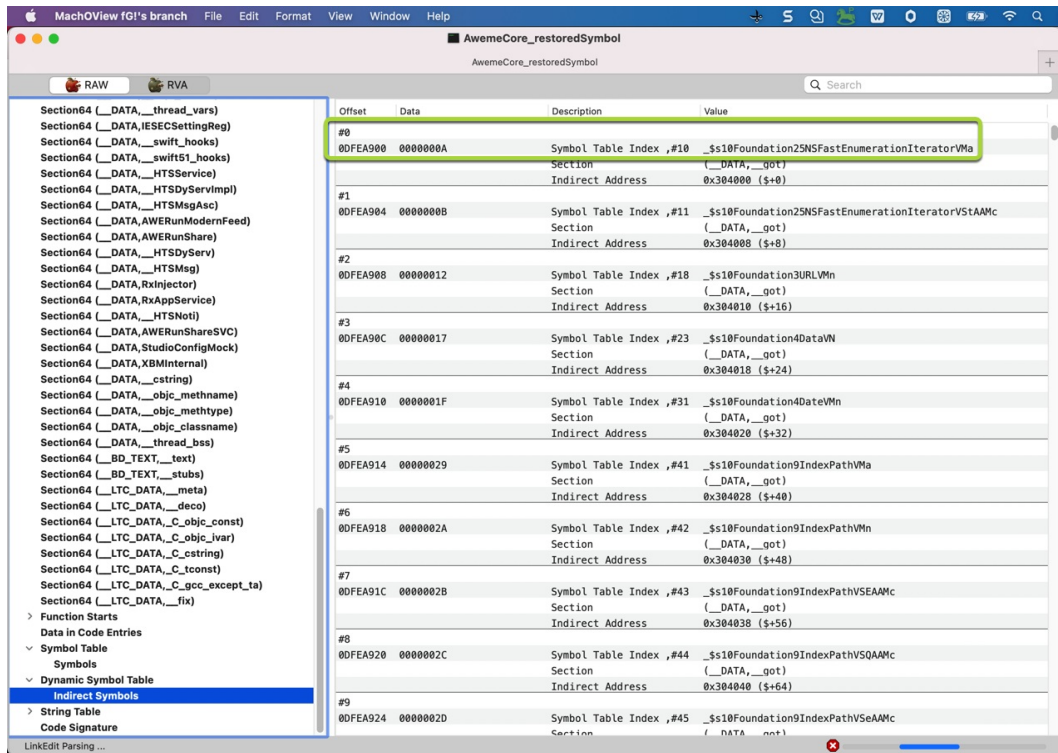 MachOView fG!'s branch File Edit Format View Window Help
AwemeCore_restoredSymbol
AwemeCore_restoredSymbol
RAW RVA Search
Section64 (__DATA,__thread_vars)
Section64 (__DATA,IESECSettingReg)
Section64 (__DATA,__swift_hooks)
Section64 (__DATA,__swift51_hooks)
Section64 (__DATA,__HTSService)
Section64 (__DATA,__HTSDyServImpl)
Section64 (__DATA,__HTSMsgAsc)
Section64 (__DATA,AWERunModernFeed)
Section64 (__DATA,AWERunShare)
Section64 (__DATA,__HTSDyServ)
Section64 (__DATA,__HTSMsg)
Section64 (__DATA,RxInjector)
Section64 (__DATA,RxAppService)
Section64 (__DATA,__HTSNoti)
Section64 (__DATA,AWERunShareSVC)
Section64 (__DATA,StudioConfigMock)
Section64 (__DATA,XBMInternal)
Section64 (__DATA,__cstring)
Section64 (__DATA,__objc_methname)
Section64 (__DATA,__objc_methtype)
Section64 (__DATA,__objc_classname)
Section64 (__DATA,__thread_bss)
Section64 (__BD_TEXT,__text)
Section64 (__BD_TEXT,__stubs)
Section64 (__LTC_DATA,__meta)
Section64 (__LTC_DATA,__deco)
Section64 (__LTC_DATA,_C_objc_const)
Section64 (__LTC_DATA,_C_objc_ivar)
Section64 (__LTC_DATA,_C_cstring)
Section64 (__LTC_DATA,_C_tconst)
Section64 (__LTC_DATA,_C_gcc_except_ta)
Section64 (__LTC_DATA,__fix)
Function Starts
Data in Code Entries
Symbol Table
Symbols
Dynamic Symbol Table
Indirect Symbols
String Table
Code Signature
Offset Data Description Value
#0
0DFEA900 0000000A Symbol Table Index ,#10 _$s10Foundation25NSFastEnumerationIteratorVMa
Section (__DATA,__got)
Indirect Address 0x304000 ($+0)
#1
0DFEA904 0000000B Symbol Table Index ,#11 _$s10Foundation25NSFastEnumerationIteratorVStAAMc
Section (__DATA,__got)
Indirect Address 0x304008 ($+8)
#2
0DFEA908 00000012 Symbol Table Index ,#18 _$s10Foundation3URLVMn
Section (__DATA,__got)
Indirect Address 0x304010 ($+16)
#3
0DFEA90C 00000017 Symbol Table Index ,#23 _$s10Foundation4DataVN
Section (__DATA,__got)
Indirect Address 0x304018 ($+24)
#4
0DFEA910 0000001F Symbol Table Index ,#31 _$s10Foundation4DateVMn
Section (__DATA,__got)
Indirect Address 0x304020 ($+32)
#5
0DFEA914 00000029 Symbol Table Index ,#41 _$s10Foundation9IndexPathVMa
Section (__DATA,__got)
Indirect Address 0x304028 ($+40)
#6
0DFEA918 0000002A Symbol Table Index ,#42 _$s10Foundation9IndexPathVMn
Section (__DATA,__got)
Indirect Address 0x304030 ($+48)
#7
0DFEA91C 0000002B Symbol Table Index ,#43 _$s10Foundation9IndexPathVSEAAMc
Section (__DATA,__got)
Indirect Address 0x304038 ($+56)
#8
0DFEA920 0000002C Symbol Table Index ,#44 _$s10Foundation9IndexPathVSQAAMc
Section (__DATA,__got)
Indirect Address 0x304040 ($+64)
#9
0DFEA924 0000002D Symbol Table Index ,#45 _$s10Foundation9IndexPathVSeAAMc
Section (__DATA,__got)
LinkEdit Parsing ...